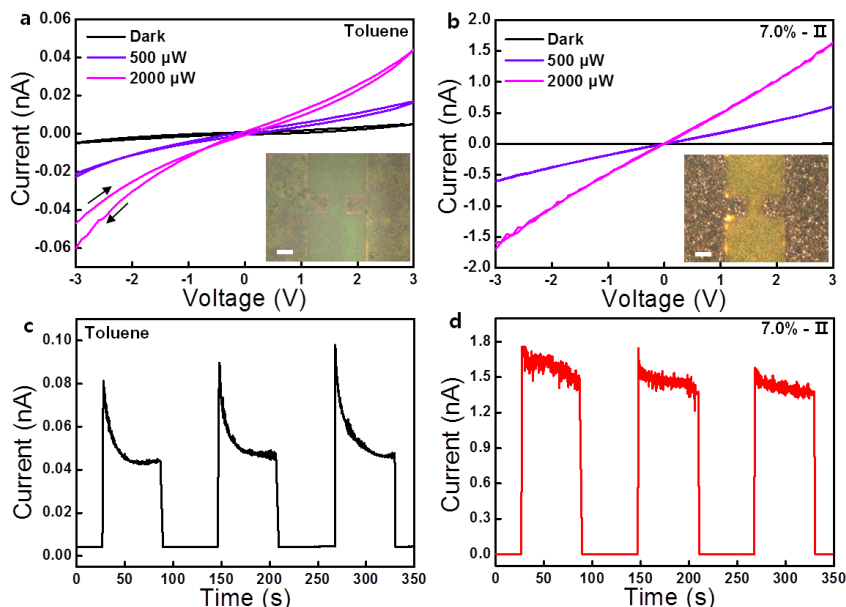 a
Dark
500 μW
2000 μW
Toluene
0.06
0.04
0.02
0.00
-0.02
-0.04
-0.06
Current (nA)
-3 -2 -1 0 1 2 3
Voltage (V)
b
Dark
500 μW
2000 μW
7.0% - II
2.0
1.5
1.0
0.5
0.0
-0.5
-1.0
-1.5
-2.0
Current (nA)
-3 -2 -1 0 1 2 3
Voltage (V)
c
Toluene
0.10
0.08
0.06
0.04
0.02
0.00
Current (nA)
0 50 100 150 200 250 300 350
Time (s)
d
7.0% - II
1.8
1.5
1.2
0.9
0.6
0.3
0.0
Current (nA)
0 50 100 150 200 250 300 350
Time (s)